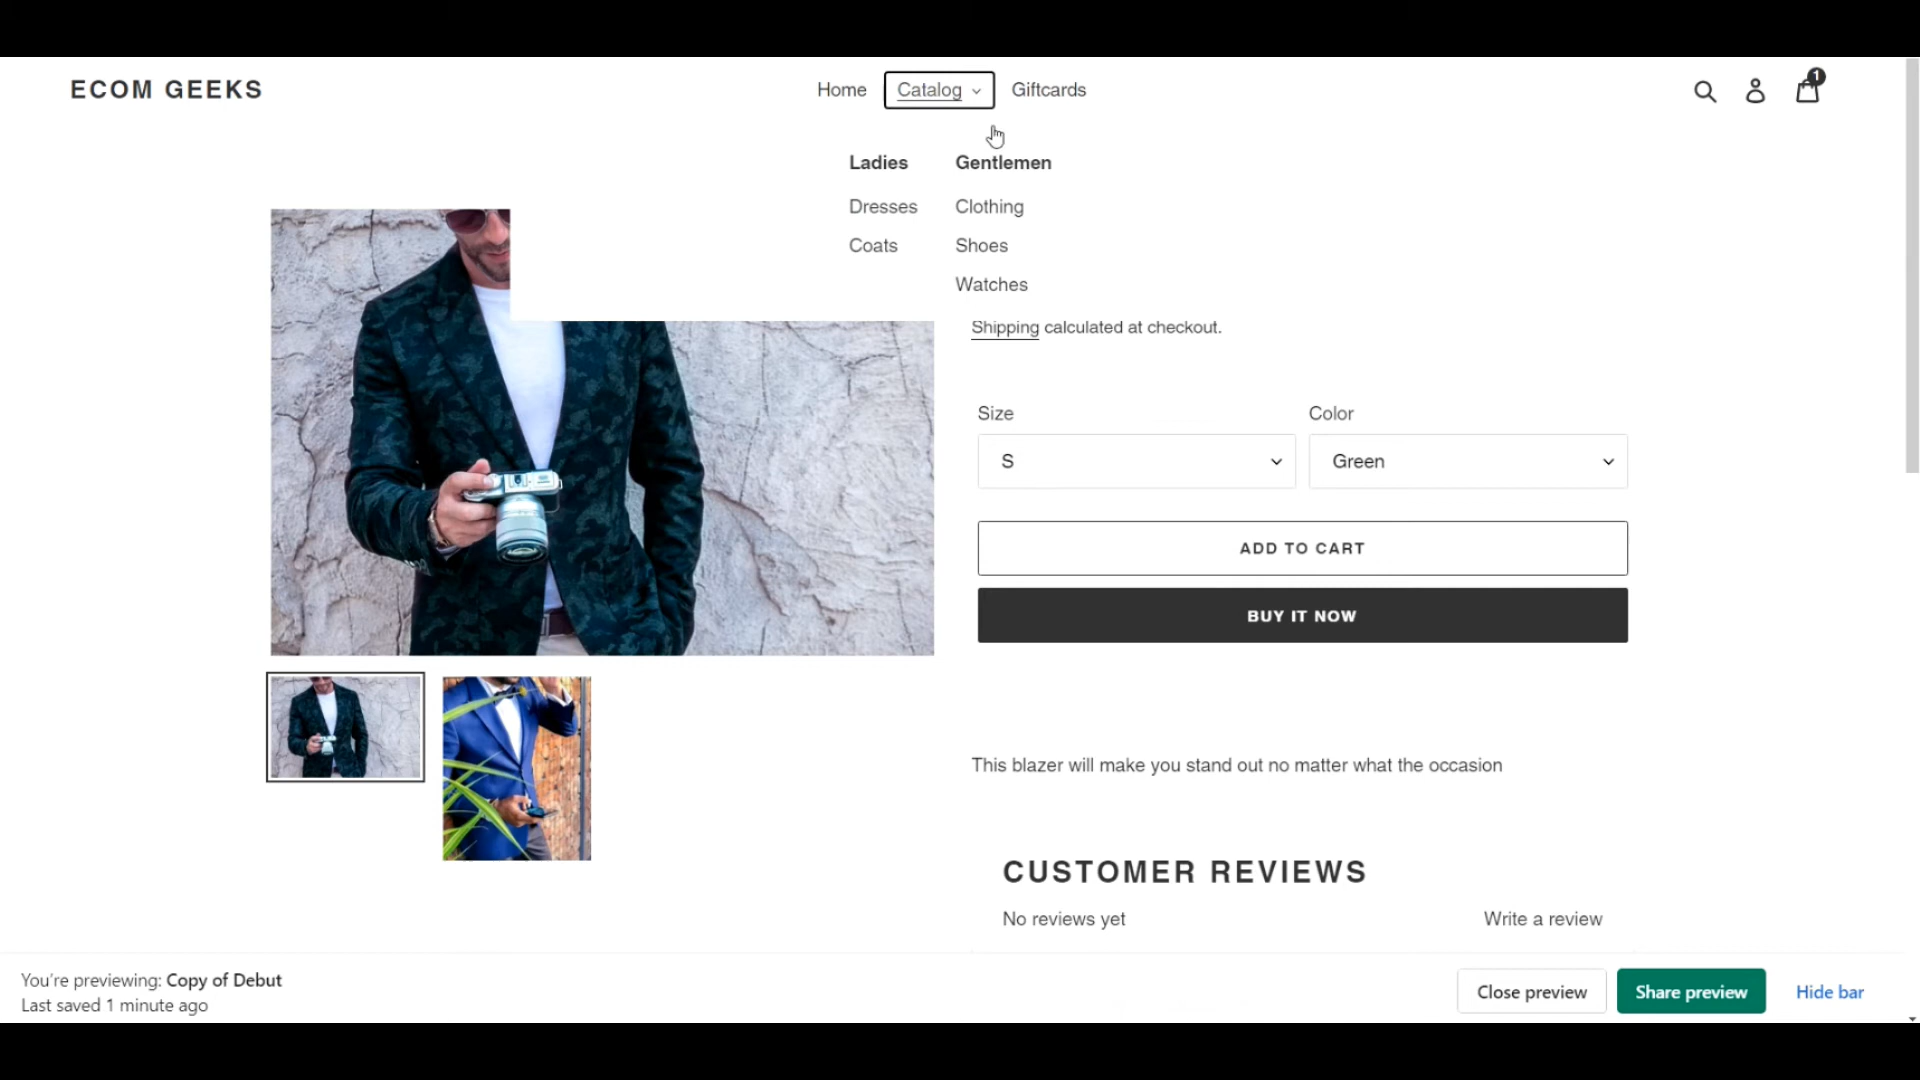 ECOM GEEKS
Home Catalog Giftcards
1
Ladies Gentlemen
Dresses Clothing
Coats Shoes
Watches
Shipping calculated at checkout.
Size Color
S Green
ADD TO CART
BUY IT NOW
This blazer will make you stand out no matter what the occasion
CUSTOMER REVIEWS
No reviews yet Write a review
You're previewing: Copy of Debut
Last saved 1 minute ago
Close preview Share preview Hide bar